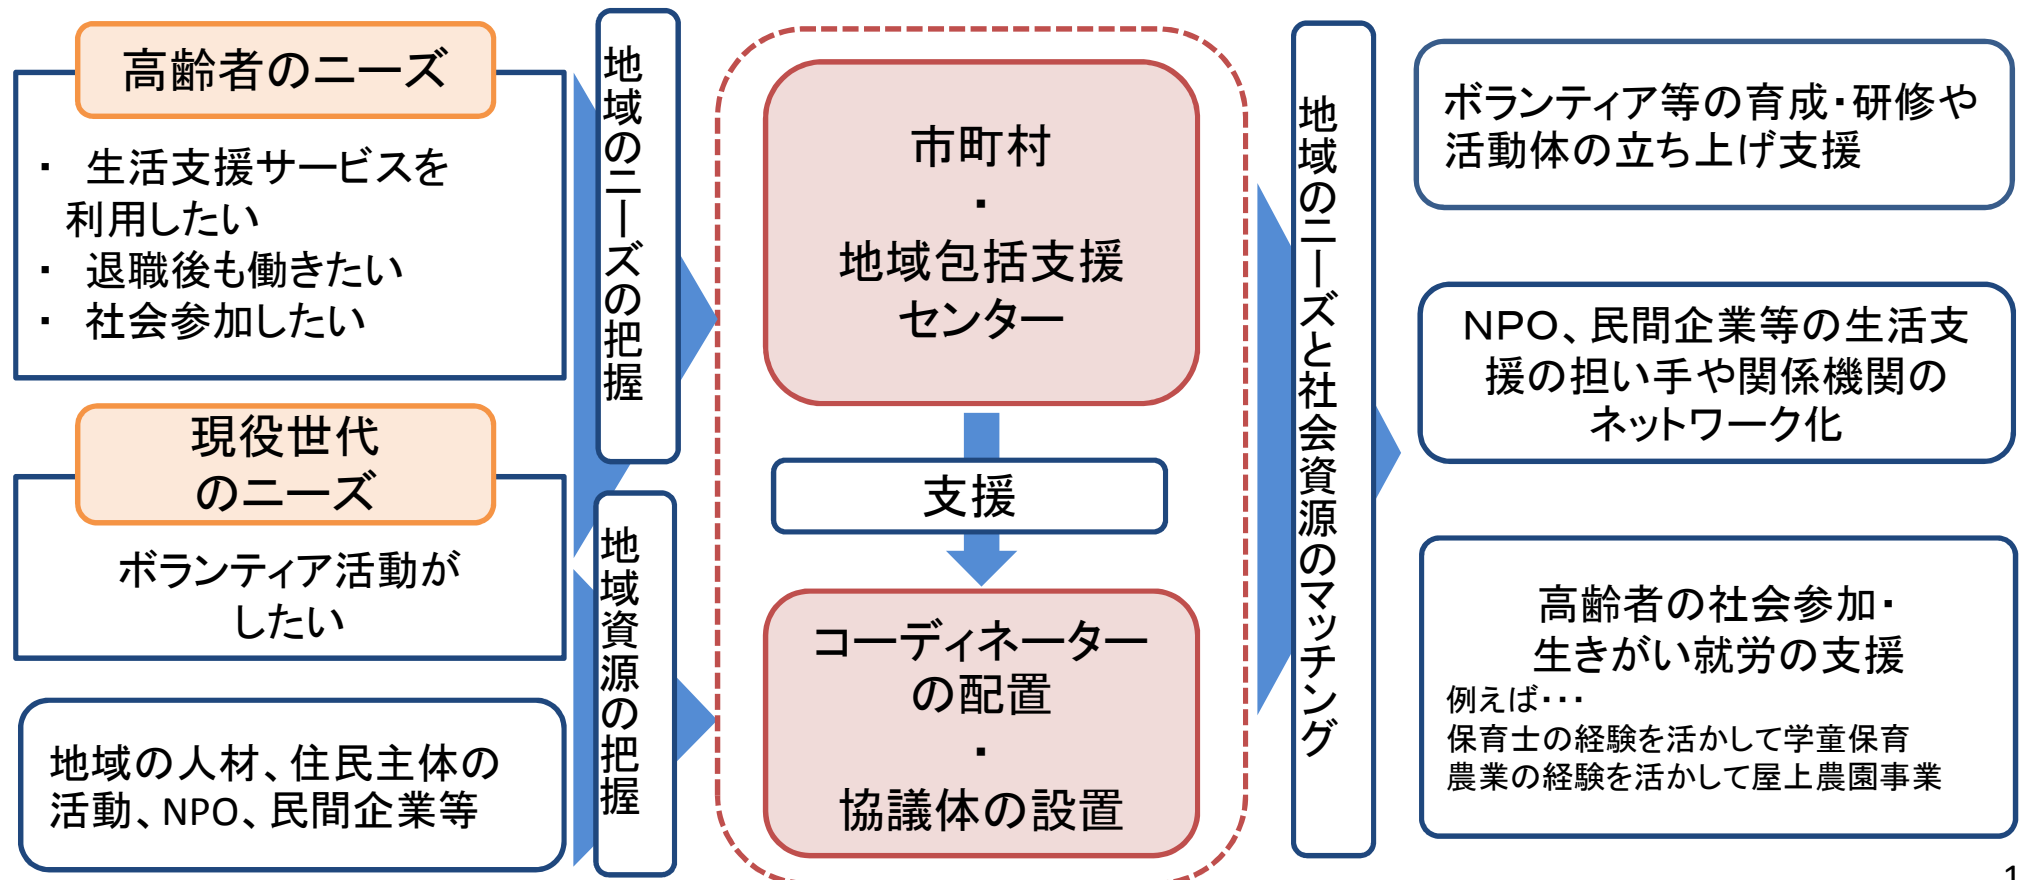 高齢者のニーズ
・ 生活支援サービスを
利用したい
・ 退職後も働きたい
・ 社会参加したい
現役世代
のニーズ
ボランティア活動が
したい
地域の人材、住民主体の
活動、NPO、民間企業等
地域のニーズの把握
地域資源の把握
市町村
・
地域包括支援
センター
支援
コーディネーター
の配置
・
協議体の設置
地域のニーズと社会資源のマッチング
ボランティア等の育成・研修や
活動体の立ち上げ支援
NPO、民間企業等の生活支
援の担い手や関係機関の
ネットワーク化
高齢者の社会参加・
生きがい就労の支援
例えば・・・
保育士の経験を活かして学童保育
農業の経験を活かして屋上農園事業
1